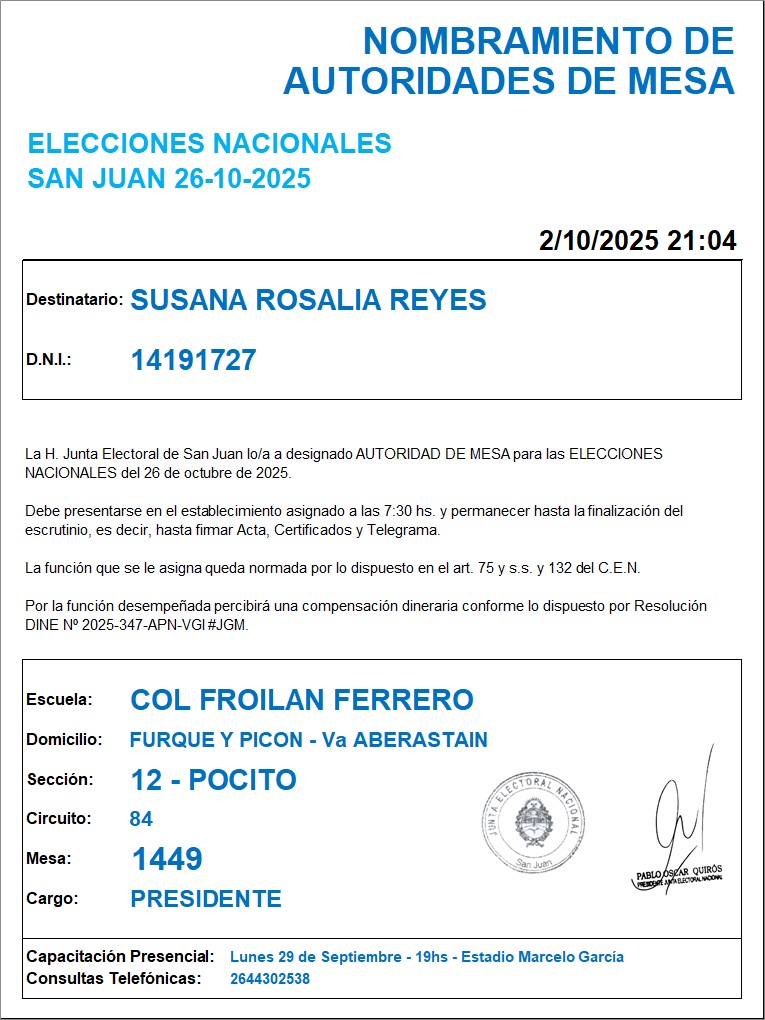 NOMBRAMIENTO DE
AUTORIDADES DE MESA
ELECCIONES NACIONALES
SAN JUAN 26-10-2025
2/10/2025 21:04
Destinatario: SUSANA ROSALIA REYES
D.N.I.: 14191727
La H. Junta Electoral de San Juan lo/a a designado AUTORIDAD DE MESA para las ELECCIONES
NACIONALES del 26 de octubre de 2025.
Debe presentarse en el establecimiento asignado a las 7:30 hs. y permanecer hasta la finalización del
escrutinio, es decir, hasta firmar Acta, Certificados y Telegrama.
La función que se le asigna queda normada por lo dispuesto en el art. 75 y s.s. y 132 del C.E.N.
Por la función desempeñada percibirá una compensación dineraria conforme lo dispuesto por Resolución
DINE Nº 2025-347-APN-VGI#JGM.
Escuela: COL FROILAN FERRERO
Domicilio: FURQUE Y PICON - Va ABERASTAIN
Sección: 12 - POCITO
Circuito: 84
Mesa: 1449
Cargo: PRESIDENTE
JUNTA ELECTORAL NACIONAL
San Juan
PABLO OSCAR QUIRÓS
PRESIDENTE JUNTA ELECTORAL NACIONAL
Capacitación Presencial: Lunes 29 de Septiembre - 19hs - Estadio Marcelo García
Consultas Telefónicas: 2644302538